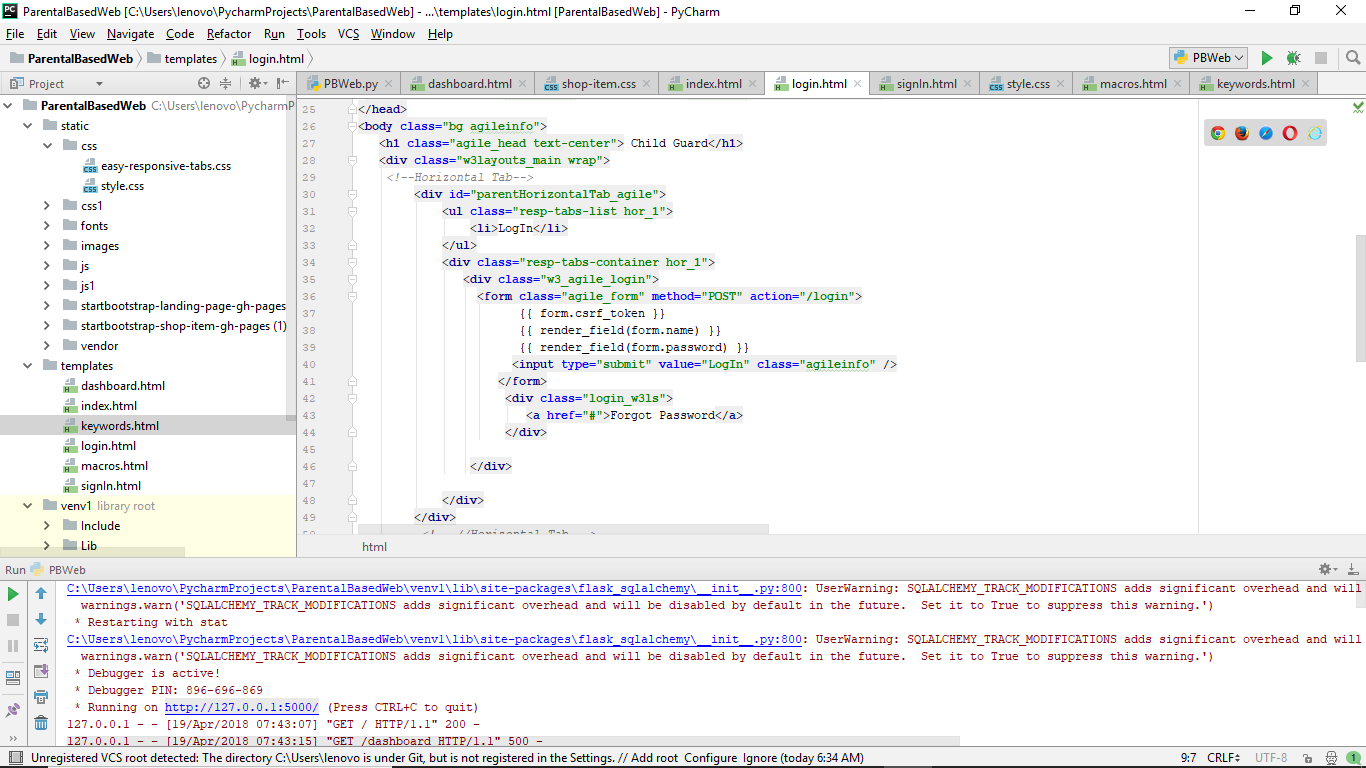 ParentalBasedWeb [C:\Users\lenovo\PycharmProjects\ParentalBasedWeb] - ...\templates\login.html [ParentalBasedWeb] - PyCharm
File Edit View Navigate Code Refactor Run Tools VCS Window Help
ParentalBasedWeb templates login.html PBWeb
Project PBWeb.py dashboard.html shop-item.css index.html login.html signIn.html style.css macros.html keywords.html
ParentalBasedWeb C:\Users\lenovo\PycharmP
static
css
easy-responsive-tabs.css
style.css
css1
fonts
images
js
js1
startbootstrap-landing-page-gh-pages
startbootstrap-shop-item-gh-pages (1)
vendor
templates
dashboard.html
index.html
keywords.html
login.html
macros.html
signIn.html
venv1 library root
Include
Lib
25 </head>
26 <body class="bg agileinfo">
27 <h1 class="agile_head text-center"> Child Guard</h1>
28 <div class="w3layouts_main wrap">
29 <!--Horizontal Tab-->
30 <div id="parentHorizontalTab_agile">
31 <ul class="resp-tabs-list hor_1">
32 <li>LogIn</li>
33 </ul>
34 <div class="resp-tabs-container hor_1">
35 <div class="w3_agile_login">
36 <form class="agile_form" method="POST" action="/login">
37 {{ form.csrf_token }}
38 {{ render_field(form.name) }}
39 {{ render_field(form.password) }}
40 <input type="submit" value="LogIn" class="agileinfo" />
41 </form>
42 <div class="login_w3ls">
43 <a href="#">Forgot Password</a>
44 </div>
45
46 </div>
47
48 </div>
49 </div>
50 <!-- //Horizontal Tab -->
html
Run PBWeb
C:\Users\lenovo\PycharmProjects\ParentalBasedWeb\venv1\lib\site-packages\flask_sqlalchemy\__init__.py:800: UserWarning: SQLALCHEMY_TRACK_MODIFICATIONS adds significant overhead and will
warnings.warn('SQLALCHEMY_TRACK_MODIFICATIONS adds significant overhead and will be disabled by default in the future.  Set it to True to suppress this warning.')
* Restarting with stat
C:\Users\lenovo\PycharmProjects\ParentalBasedWeb\venv1\lib\site-packages\flask_sqlalchemy\__init__.py:800: UserWarning: SQLALCHEMY_TRACK_MODIFICATIONS adds significant overhead and will
warnings.warn('SQLALCHEMY_TRACK_MODIFICATIONS adds significant overhead and will be disabled by default in the future.  Set it to True to suppress this warning.')
* Debugger is active!
* Debugger PIN: 896-696-869
* Running on http://127.0.0.1:5000/ (Press CTRL+C to quit)
127.0.0.1 - - [19/Apr/2018 07:43:07] "GET / HTTP/1.1" 200 -
127.0.0.1 - - [19/Apr/2018 07:43:15] "GET /dashboard HTTP/1.1" 500 -
Unregistered VCS root detected: The directory C:\Users\lenovo is under Git, but is not registered in the Settings. // Add root Configure Ignore (today 6:34 AM) 9:7 CRLF UTF-8 1